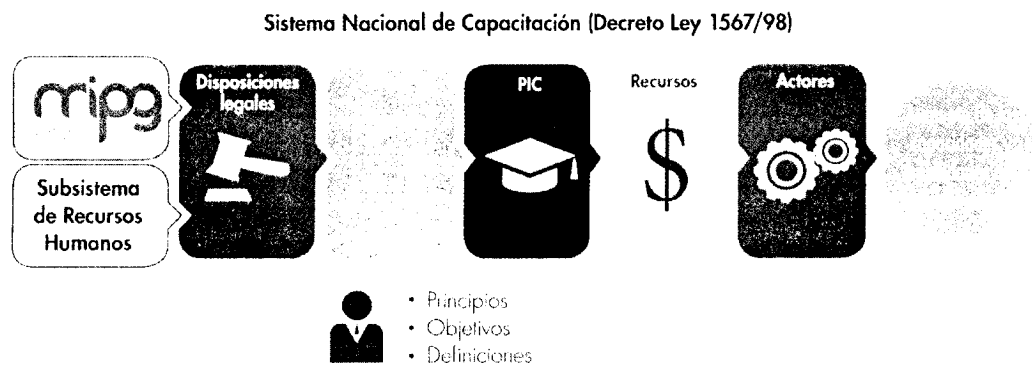 Sistema Nacional de Capacitación (Decreto Ley 1567/98)
mipg
Subsistema
de Recursos
Humanos
Disposiciones
legales
PIC
Recursos
$
Actores
• Principios
• Objetivos
• Definiciones